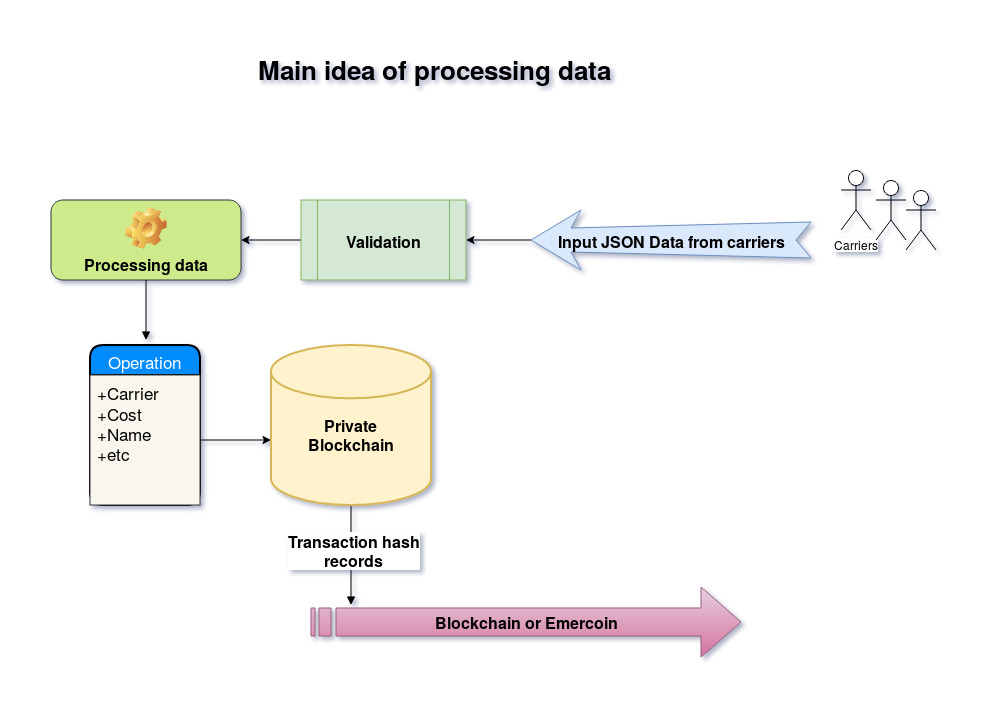 Main idea of processing data
Processing data
Validation
Input JSON Data from carriers
Carriers
Operation
+Carrier
+Cost
+Name
+etc
Private
Blockchain
Transaction hash
records
Blockchain or Emercoin